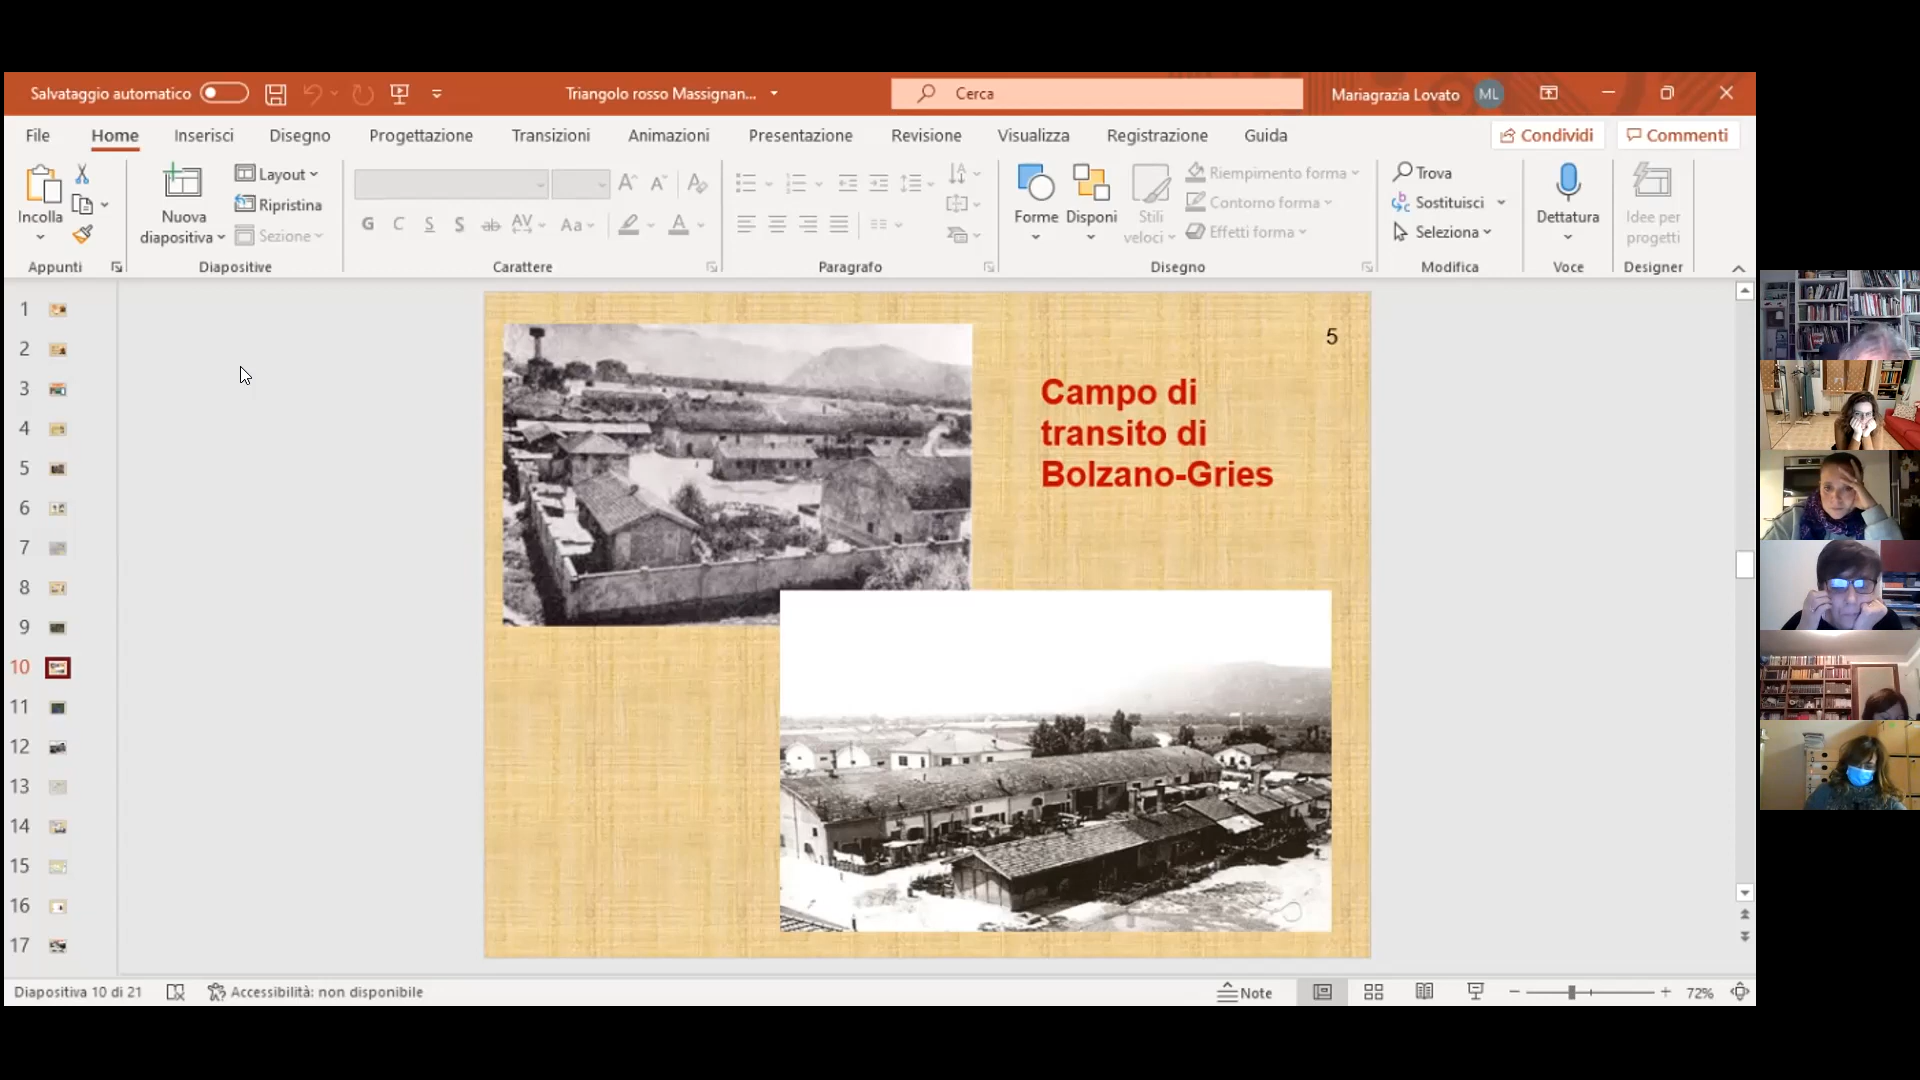 Salvataggio automatico
Triangolo rosso Massignan...
Cerca
Mariagrazia Lovato ML
File Home Inserisci Disegno Progettazione Transizioni Animazioni Presentazione Revisione Visualizza Registrazione Guida Condividi Commenti
Incolla
Appunti
Nuova
diapositiva
Layout
Ripristina
Sezione
Diapositive
G C S S ab AV Aa A
Carattere
Paragrafo
Forme
Disponi
Stili
veloci
Riempimento forma
Contorno forma
Effetti forma
Disegno
Trova
Sostituisci
Seleziona
Modifica
Dettatura
Voce
Idee per
progetti
Designer
1
2
3
4
5
6
7
8
9
10
11
12
13
14
15
16
17
5
Campo di
transito di
Bolzano-Gries
Diapositiva 10 di 21
Accessibilità: non disponibile
Note
72%